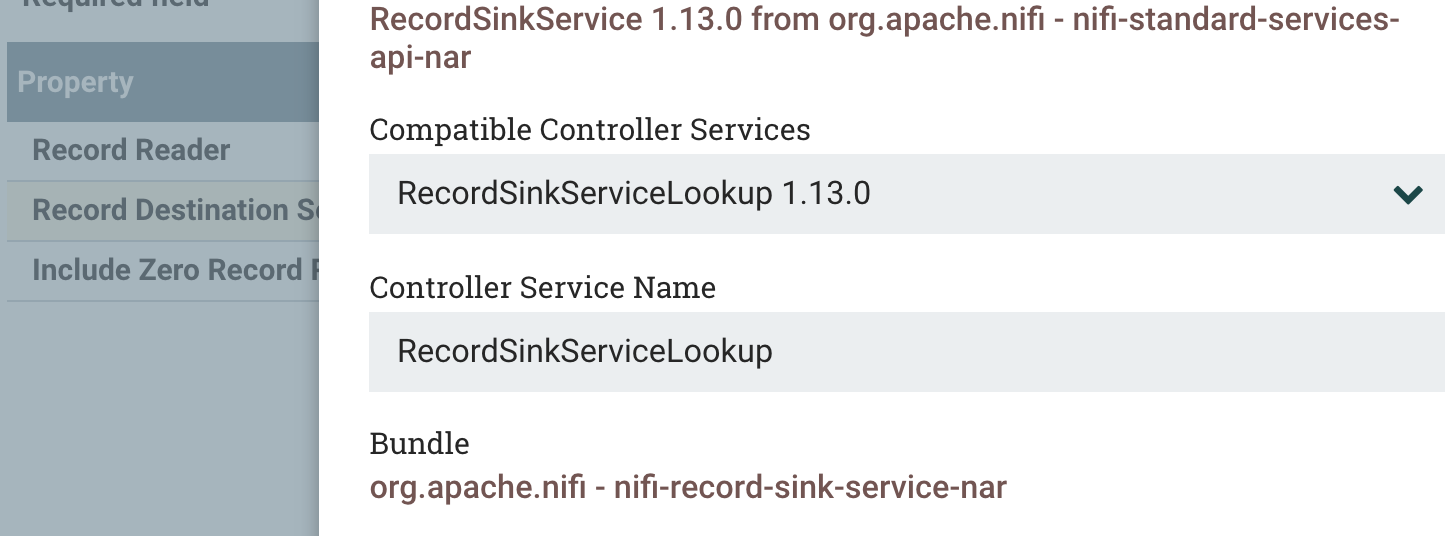 Required field
Property
Record Reader
Record Destination
Include Zero Record
RecordSinkService 1.13.0 from org.apache.nifi - nifi-standard-services-
api-nar
Compatible Controller Services
RecordSinkServiceLookup 1.13.0
Controller Service Name
RecordSinkServiceLookup
Bundle
org.apache.nifi - nifi-record-sink-service-nar